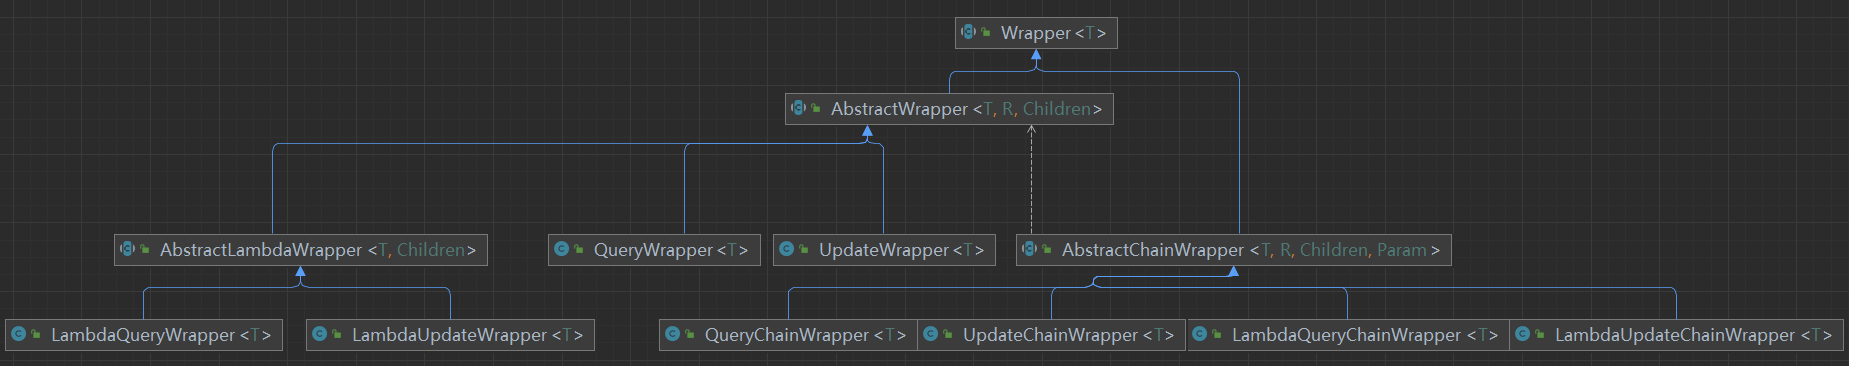 Wrapper <T>
AbstractWrapper <T, R, Children>
AbstractLambdaWrapper <T, Children>
QueryWrapper <T>
UpdateWrapper <T>
AbstractChainWrapper <T, R, Children, Param>
LambdaQueryWrapper <T>
LambdaUpdateWrapper <T>
QueryChainWrapper <T>
UpdateChainWrapper <T>
LambdaQueryChainWrapper <T>
LambdaUpdateChainWrapper <T>